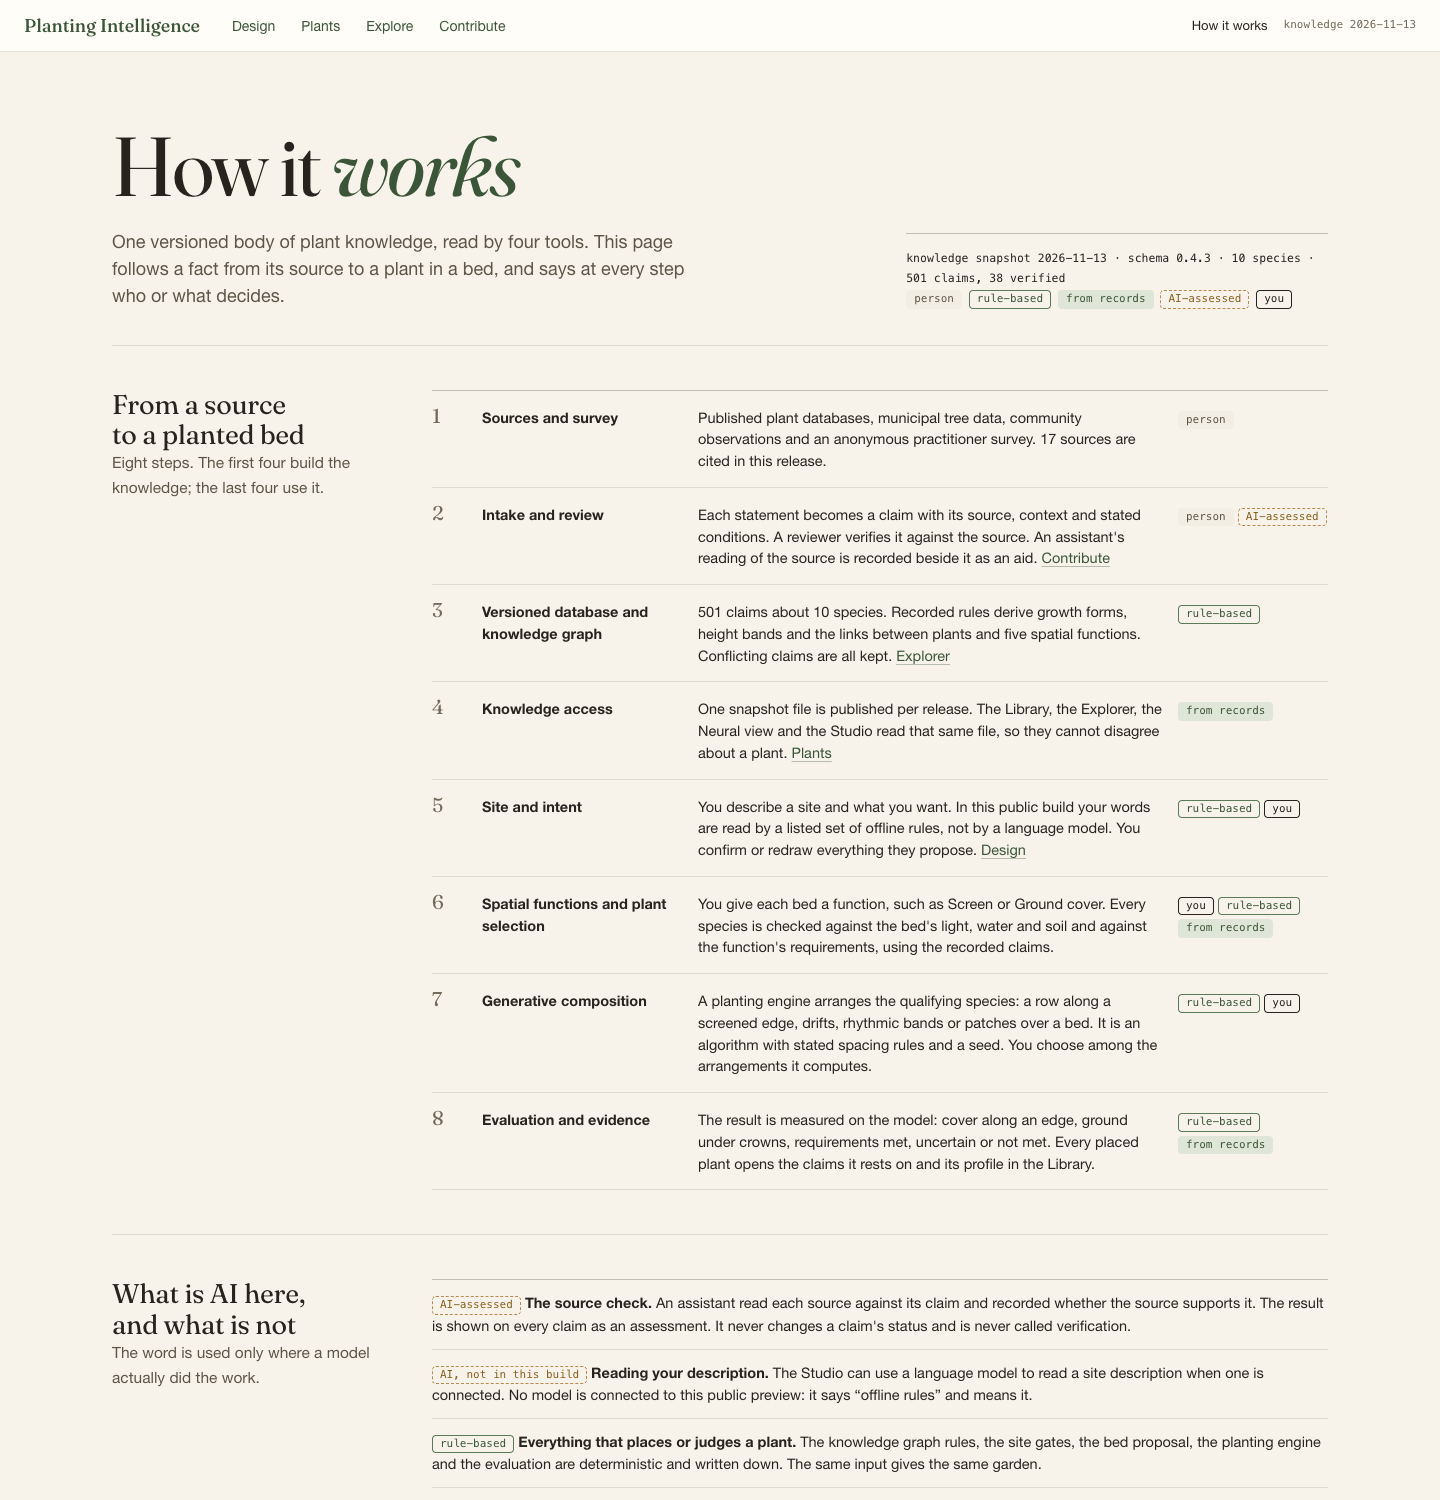 Planting Intelligence Design Plants Explore Contribute How it works knowledge 2026-11-13
How it works
One versioned body of plant knowledge, read by four tools. This page
follows a fact from its source to a plant in a bed, and says at every step
who or what decides.
knowledge snapshot 2026-11-13 · schema 0.4.3 · 10 species ·
501 claims, 38 verified
person rule-based from records AI-assessed you
From a source
to a planted bed
Eight steps. The first four build the
knowledge; the last four use it.
1 Sources and survey
Published plant databases, municipal tree data, community
observations and an anonymous practitioner survey. 17 sources are
cited in this release.
person
2 Intake and review
Each statement becomes a claim with its source, context and stated
conditions. A reviewer verifies it against the source. An assistant's
reading of the source is recorded beside it as an aid. Contribute
person AI-assessed
3 Versioned database and
knowledge graph
501 claims about 10 species. Recorded rules derive growth forms,
height bands and the links between plants and five spatial functions.
Conflicting claims are all kept. Explorer
rule-based
4 Knowledge access
One snapshot file is published per release. The Library, the Explorer, the
Neural view and the Studio read that same file, so they cannot disagree
about a plant. Plants
from records
5 Site and intent
You describe a site and what you want. In this public build your words
are read by a listed set of offline rules, not by a language model. You
confirm or redraw everything they propose. Design
rule-based you
6 Spatial functions and plant
selection
You give each bed a function, such as Screen or Ground cover. Every
species is checked against the bed's light, water and soil and against
the function's requirements, using the recorded claims.
you rule-based
from records
7 Generative composition
A planting engine arranges the qualifying species: a row along a
screened edge, drifts, rhythmic bands or patches over a bed. It is an
algorithm with stated spacing rules and a seed. You choose among the
arrangements it computes.
rule-based you
8 Evaluation and evidence
The result is measured on the model: cover along an edge, ground
under crowns, requirements met, uncertain or not met. Every placed
plant opens the claims it rests on and its profile in the Library.
rule-based
from records
What is AI here,
and what is not
The word is used only where a model
actually did the work.
AI-assessed The source check. An assistant read each source against its claim and recorded whether the source supports it. The result
is shown on every claim as an assessment. It never changes a claim's status and is never called verification.
AI, not in this build Reading your description. The Studio can use a language model to read a site description when one is
connected. No model is connected to this public preview: it says “offline rules” and means it.
rule-based Everything that places or judges a plant. The knowledge graph rules, the site gates, the bed proposal, the planting engine
and the evaluation are deterministic and written down. The same input gives the same garden.